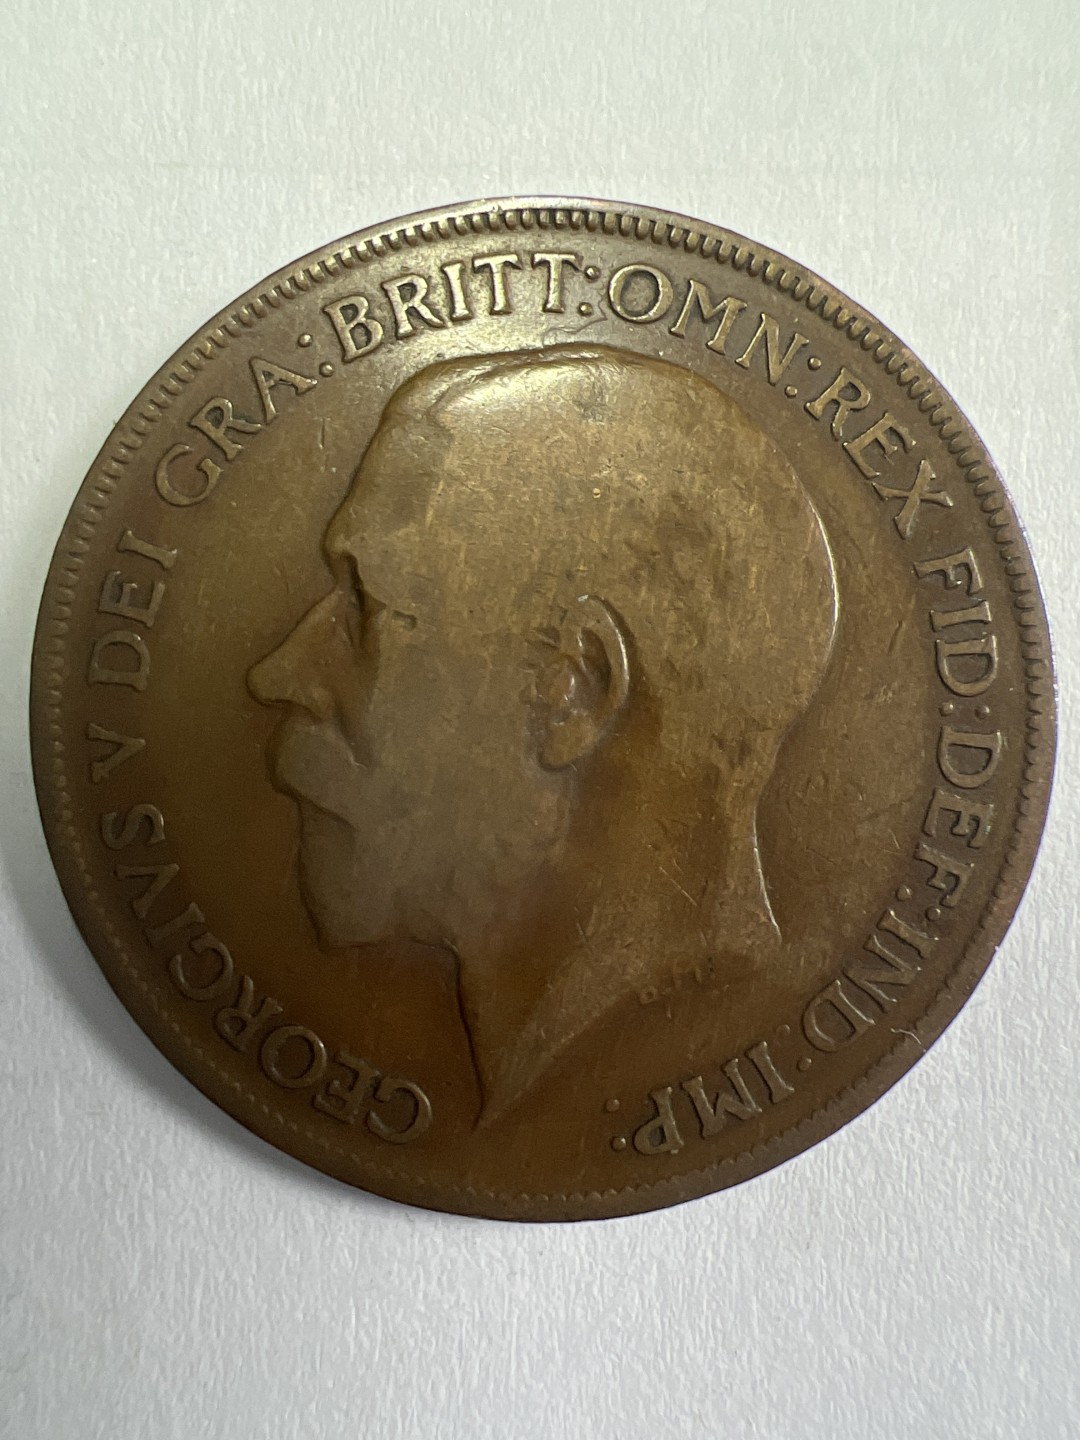 GEORGIVS V DEI GRA: BRITT: OMN: REX FID: DEF: IND: IMP: